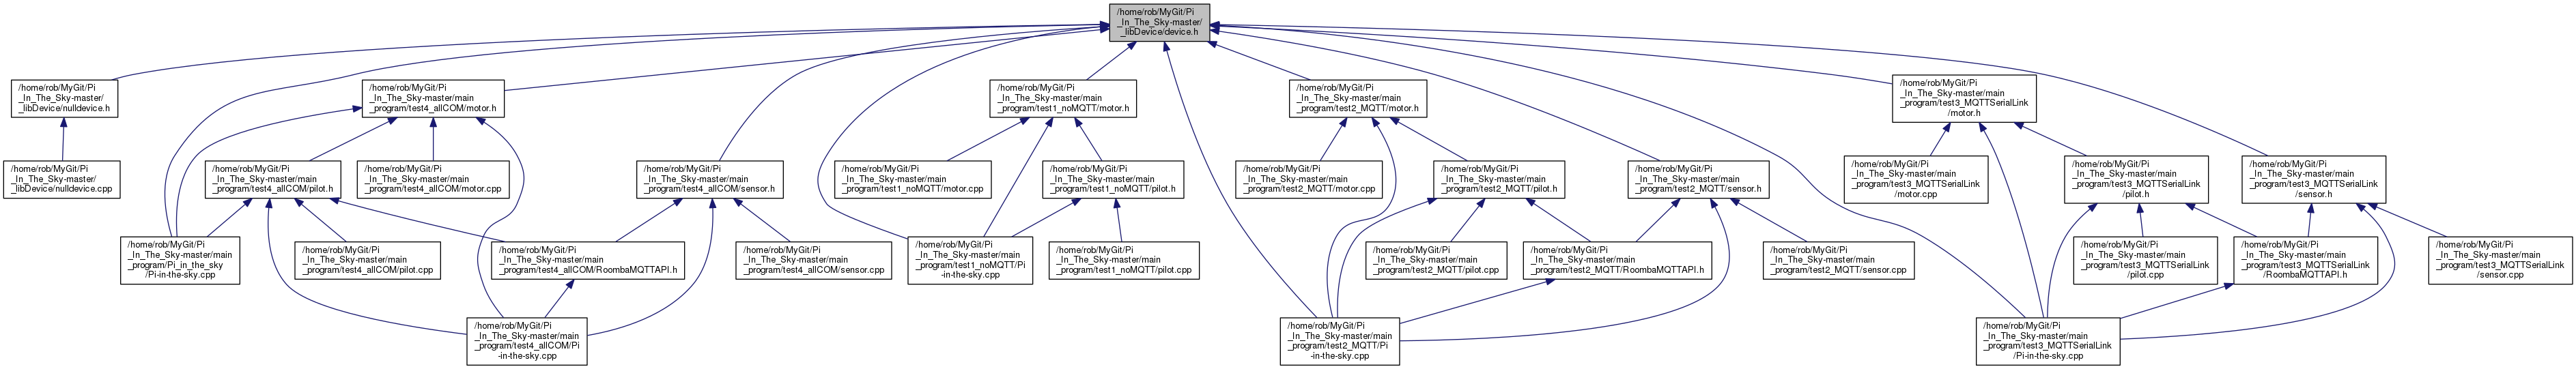 /home/rob/MyGit/Pi
_In_The_Sky-master/
_libDevice/device.h
/home/rob/MyGit/Pi
_In_The_Sky-master/
_libDevice/nulldevice.h
/home/rob/MyGit/Pi
_In_The_Sky-master/main
_program/test4_allCOM/motor.h
/home/rob/MyGit/Pi
_In_The_Sky-master/main
_program/test1_noMQTT/motor.h
/home/rob/MyGit/Pi
_In_The_Sky-master/main
_program/test2_MQTT/motor.h
/home/rob/MyGit/Pi
_In_The_Sky-master/main
_program/test3_MQTTSerialLink
/motor.h
/home/rob/MyGit/Pi
_In_The_Sky-master/
_libDevice/nulldevice.cpp
/home/rob/MyGit/Pi
_In_The_Sky-master/main
_program/test4_allCOM/pilot.h
/home/rob/MyGit/Pi
_In_The_Sky-master/main
_program/test4_allCOM/motor.cpp
/home/rob/MyGit/Pi
_In_The_Sky-master/main
_program/test4_allCOM/sensor.h
/home/rob/MyGit/Pi
_In_The_Sky-master/main
_program/test1_noMQTT/motor.cpp
/home/rob/MyGit/Pi
_In_The_Sky-master/main
_program/test1_noMQTT/pilot.h
/home/rob/MyGit/Pi
_In_The_Sky-master/main
_program/test2_MQTT/motor.cpp
/home/rob/MyGit/Pi
_In_The_Sky-master/main
_program/test2_MQTT/pilot.h
/home/rob/MyGit/Pi
_In_The_Sky-master/main
_program/test2_MQTT/sensor.h
/home/rob/MyGit/Pi
_In_The_Sky-master/main
_program/test3_MQTTSerialLink
/motor.cpp
/home/rob/MyGit/Pi
_In_The_Sky-master/main
_program/test3_MQTTSerialLink
/pilot.h
/home/rob/MyGit/Pi
_In_The_Sky-master/main
_program/test3_MQTTSerialLink
/sensor.h
/home/rob/MyGit/Pi
_In_The_Sky-master/main
_program/Pi_in_the_sky
/Pi-in-the-sky.cpp
/home/rob/MyGit/Pi
_In_The_Sky-master/main
_program/test4_allCOM/pilot.cpp
/home/rob/MyGit/Pi
_In_The_Sky-master/main
_program/test4_allCOM/RoombaMQTTAPI.h
/home/rob/MyGit/Pi
_In_The_Sky-master/main
_program/test4_allCOM/sensor.cpp
/home/rob/MyGit/Pi
_In_The_Sky-master/main
_program/test1_noMQTT/Pi
-in-the-sky.cpp
/home/rob/MyGit/Pi
_In_The_Sky-master/main
_program/test1_noMQTT/pilot.cpp
/home/rob/MyGit/Pi
_In_The_Sky-master/main
_program/test2_MQTT/pilot.cpp
/home/rob/MyGit/Pi
_In_The_Sky-master/main
_program/test2_MQTT/RoombaMQTTAPI.h
/home/rob/MyGit/Pi
_In_The_Sky-master/main
_program/test2_MQTT/sensor.cpp
/home/rob/MyGit/Pi
_In_The_Sky-master/main
_program/test3_MQTTSerialLink
/pilot.cpp
/home/rob/MyGit/Pi
_In_The_Sky-master/main
_program/test3_MQTTSerialLink
/RoombaMQTTAPI.h
/home/rob/MyGit/Pi
_In_The_Sky-master/main
_program/test3_MQTTSerialLink
/sensor.cpp
/home/rob/MyGit/Pi
_In_The_Sky-master/main
_program/test4_allCOM/Pi
-in-the-sky.cpp
/home/rob/MyGit/Pi
_In_The_Sky-master/main
_program/test2_MQTT/Pi
-in-the-sky.cpp
/home/rob/MyGit/Pi
_In_The_Sky-master/main
_program/test3_MQTTSerialLink
/Pi-in-the-sky.cpp